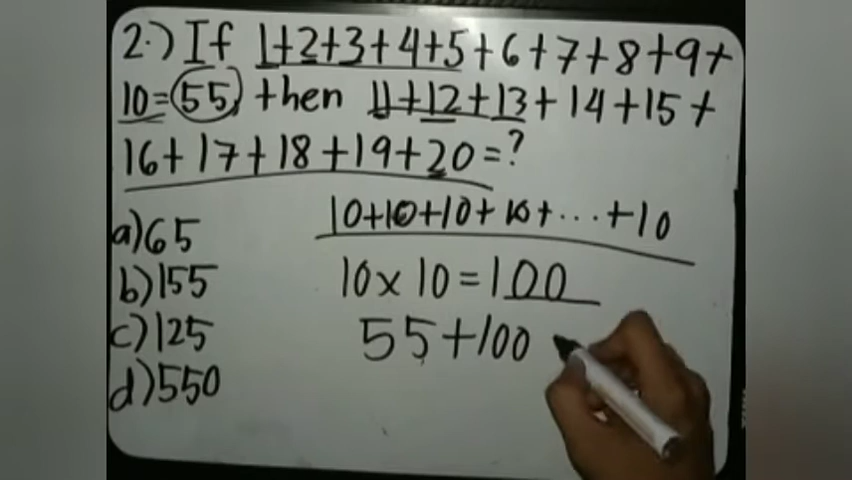 2.) If 1+2+3+4+5+6+7+8+9+
10=55, then 11+12+13+14+15+
16+17+18+19+20=?
10+10+10+10+...+10
a) 65
10x10=100
b) 155
55+100
c) 125
d) 550